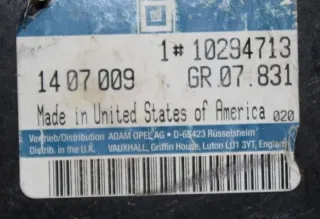 1# 10294713
14 07 009 GR.07.831
Made in United States of America 020
Vertrieb/Distribution ADAM OPEL AG • D-65423 Rüsselsheim
Distrib. in the U.K. VAUXHALL, Griffin House, Luton LU1 3YT, England